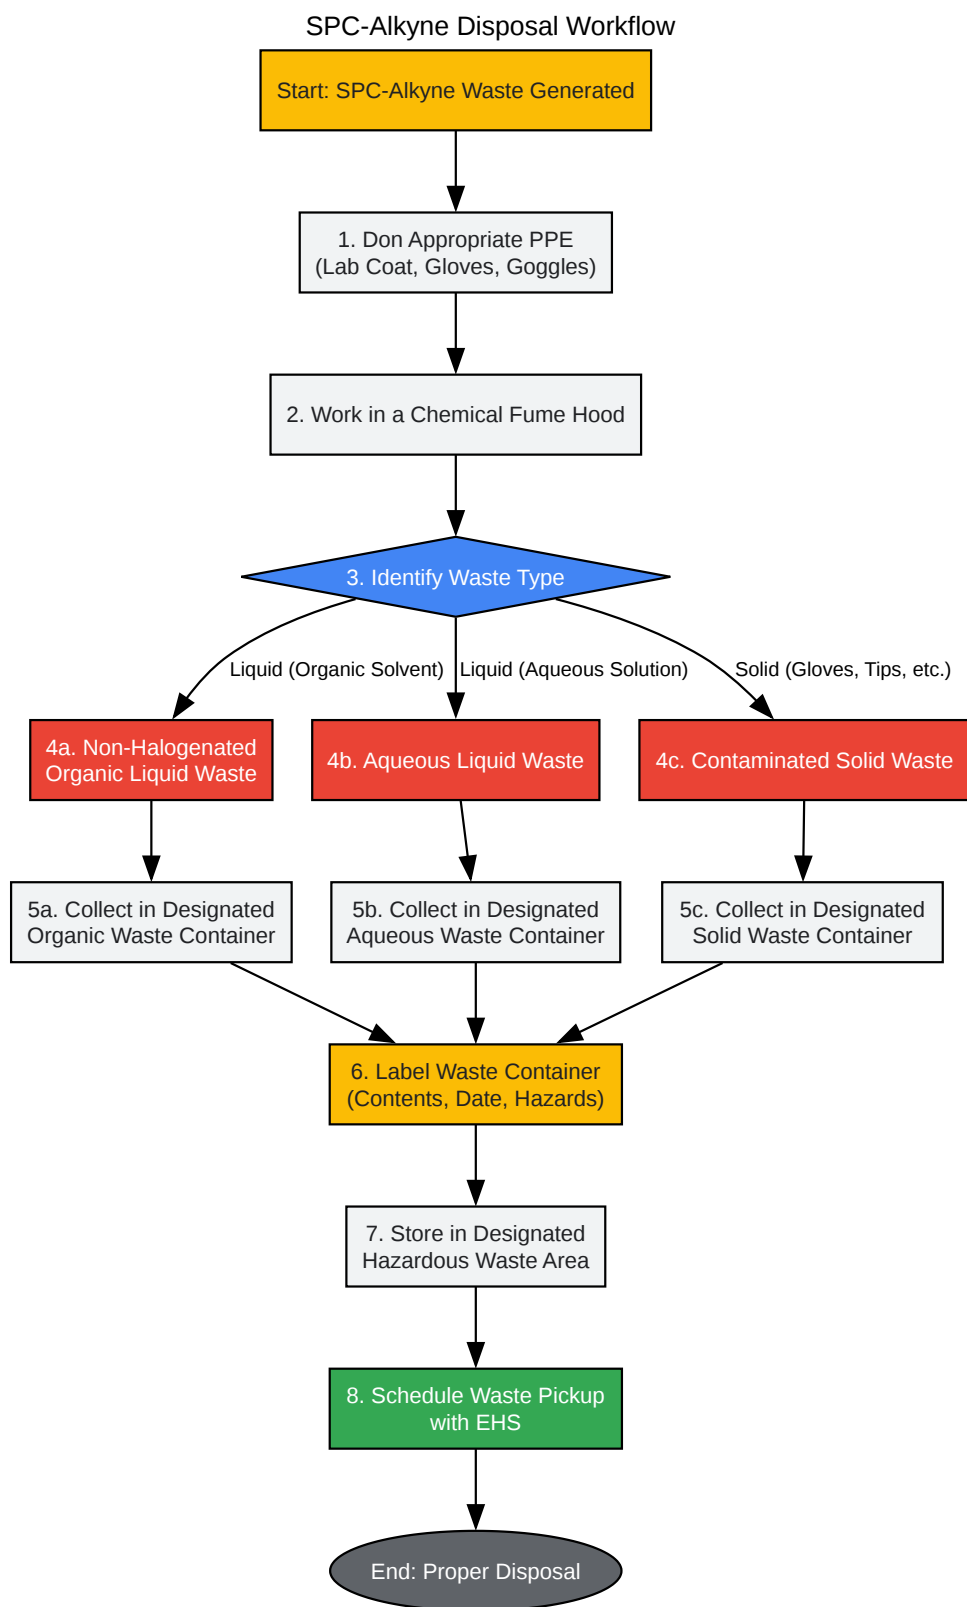 SPC-Alkyne Disposal Workflow
Start: SPC-Alkyne Waste Generated
1. Don Appropriate PPE
(Lab Coat, Gloves, Goggles)
2. Work in a Chemical Fume Hood
3. Identify Waste Type
Liquid (Organic Solvent)
Liquid (Aqueous Solution)
Solid (Gloves, Tips, etc.)
4a. Non-Halogenated
Organic Liquid Waste
4b. Aqueous Liquid Waste
4c. Contaminated Solid Waste
5a. Collect in Designated
Organic Waste Container
5b. Collect in Designated
Aqueous Waste Container
5c. Collect in Designated
Solid Waste Container
6. Label Waste Container
(Contents, Date, Hazards)
7. Store in Designated
Hazardous Waste Area
8. Schedule Waste Pickup
with EHS
End: Proper Disposal